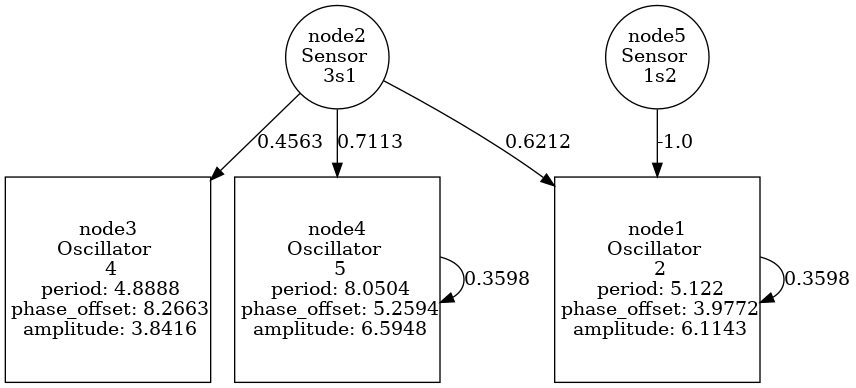 node2
Sensor
3s1
node5
Sensor
1s2
0.4563
0.7113
0.6212
-1.0
node3
Oscillator
4
period: 4.8888
phase_offset: 8.2663
amplitude: 3.8416
node4
Oscillator
5
period: 8.0504
phase_offset: 5.2594
amplitude: 6.5948
0.3598
node1
Oscillator
2
period: 5.122
phase_offset: 3.9772
amplitude: 6.1143
0.3598